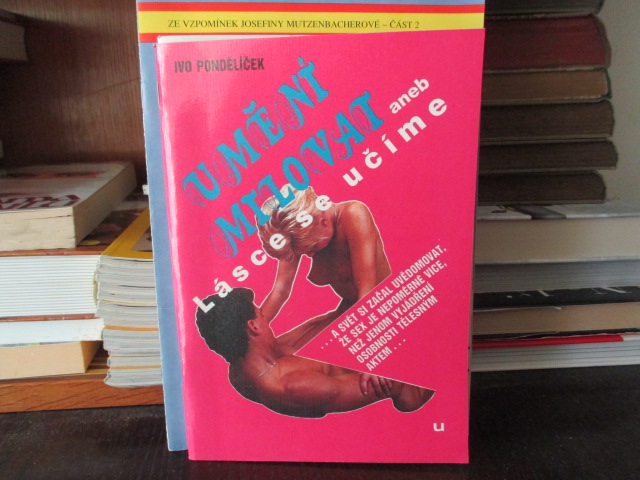 ZE VZPOMÍNEK JOSEFINY MUTZENBACHEROVÉ – ČÁST 2
IVO PONDĚLÍČEK
UMĚNÍ
MILOVAT
aneb
Lásce se učíme
...A SVĚT SI ZAČAL UVĚDOMOVAT,
ŽE SEX JE NEPOMĚRNĚ VÍCE,
NEŽ JENOM VYJÁDŘENÍ
OSOBNOSTI TĚLESNÝM
AKTEM...
u